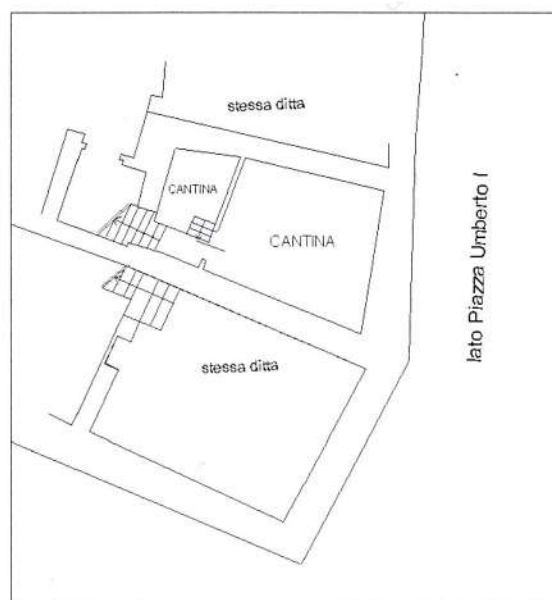 stessa ditta
CANTINA
CANTINA
lato Piazza Umberto I
stessa ditta